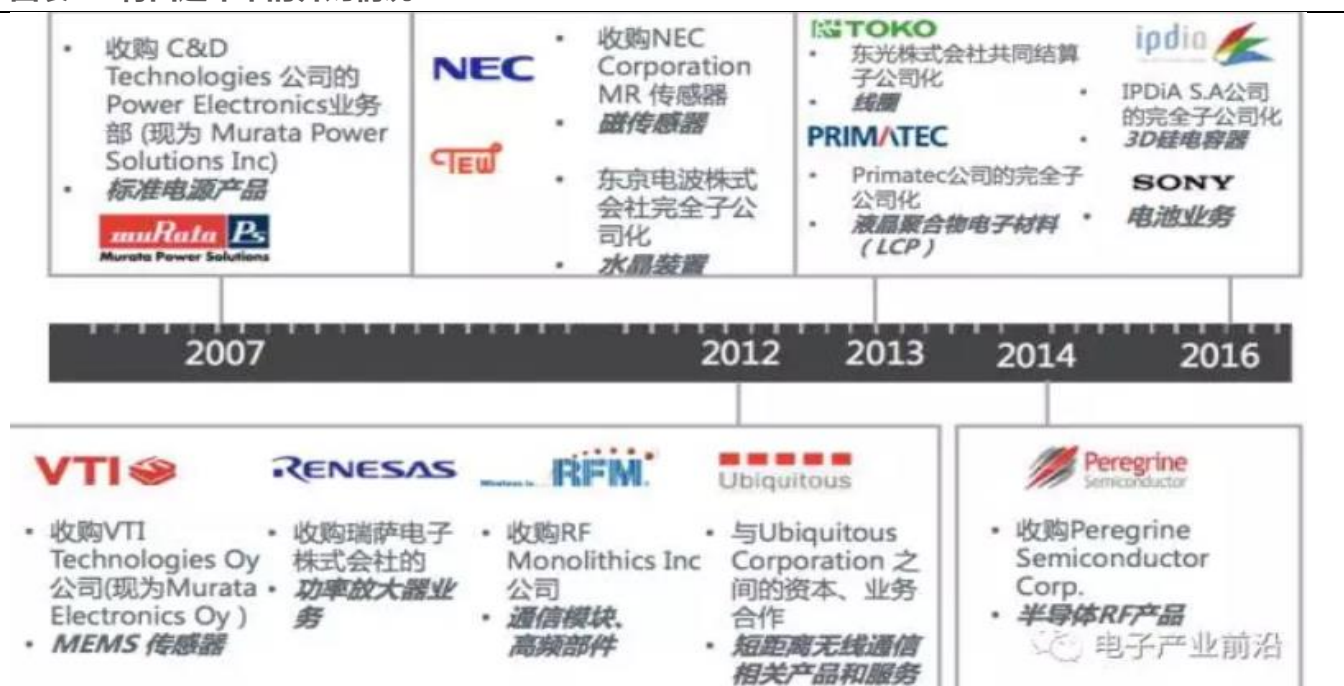 • 收购 C&D
Technologies 公司的
Power Electronics业务
部 (现为 Murata Power
Solutions Inc)
• 标准电源产品
muRata Ps
Murata Power Solutions
NEC
• 收购NEC
Corporation
MR 传感器
• 磁传感器
TEW
• 东京电波株式
会社完全子公
司化
• 水晶装置
TOKO
• 东光株式会社共同结算
子公司化
• 线圈
PRIMATEC
• Primatec公司的完全子
公司化
• 液晶聚合物电子材料
（LCP）
ipdia
• IPDiA S.A公司
的完全子公司化
• 3D硅电容器
SONY
• 电池业务
2007 2012 2013 2014 2016
VTI
• 收购VTI
Technologies Oy
公司(现为Murata
Electronics Oy )
• MEMS 传感器
RENESAS
• 收购瑞萨电子
株式会社的
• 功率放大器业
务
RFM
• 收购RF
Monolithics Inc
公司
• 通信模块、
高频部件
Ubiquitous
• 与Ubiquitous
Corporation 之
间的资本、业务
合作
• 短距离无线通信
相关产品和服务
Peregrine
Semiconductor
• 收购Peregrine
Semiconductor
Corp.
• 半导体RF产品
电子产业前沿